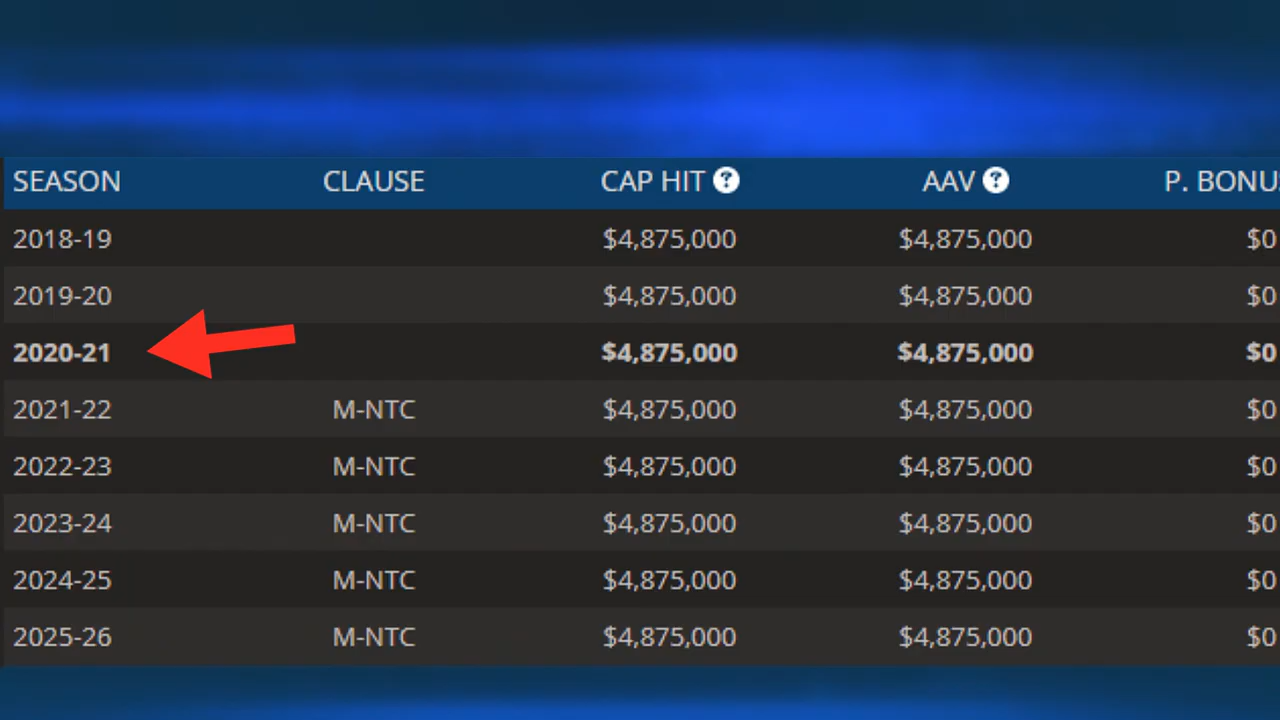 SEASON CLAUSE CAP HIT ? AAV ? P. BONUS
2018-19 $4,875,000 $4,875,000 $0
2019-20 $4,875,000 $4,875,000 $0
2020-21 $4,875,000 $4,875,000 $0
2021-22 M-NTC $4,875,000 $4,875,000 $0
2022-23 M-NTC $4,875,000 $4,875,000 $0
2023-24 M-NTC $4,875,000 $4,875,000 $0
2024-25 M-NTC $4,875,000 $4,875,000 $0
2025-26 M-NTC $4,875,000 $4,875,000 $0